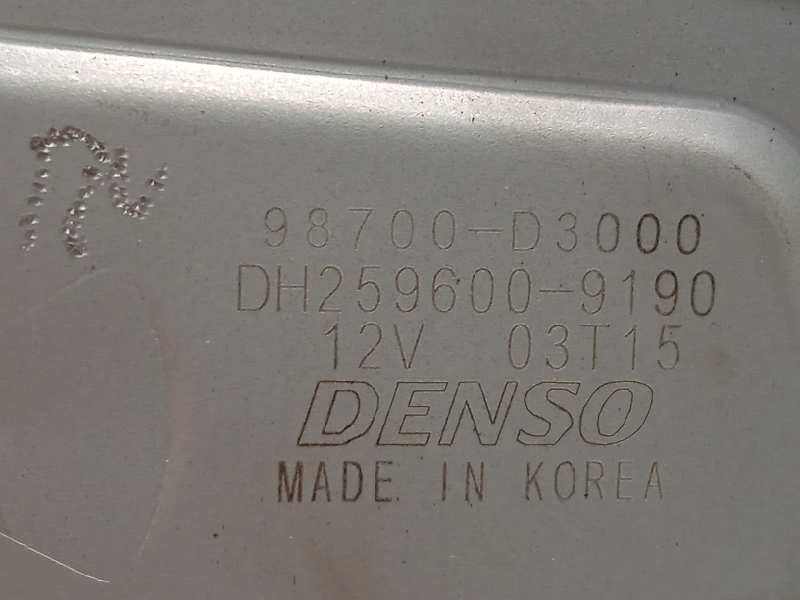 98700-D3000
DH259600-9190
12V 03T15
DENSO
MADE IN KOREA